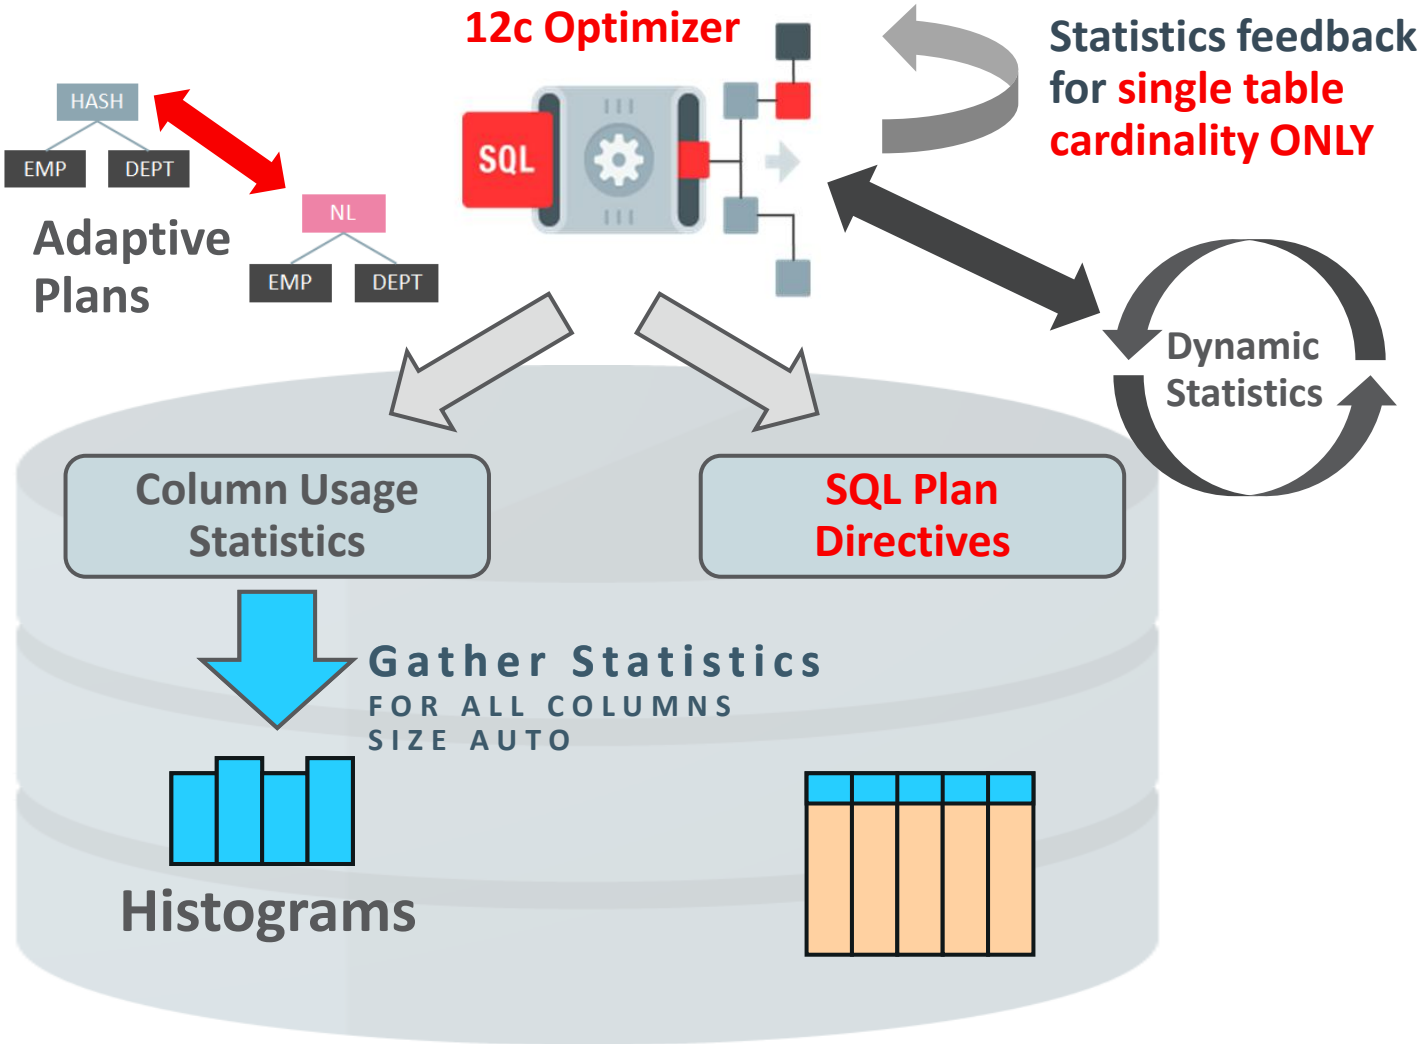 12c Optimizer
Statistics feedback
for single table
cardinality ONLY
HASH
EMP
DEPT
SQL
NL
EMP
DEPT
Adaptive
Plans
Dynamic
Statistics
Column Usage
Statistics
SQL Plan
Directives
Gather Statistics
FOR ALL COLUMNS
SIZE AUTO
Histograms